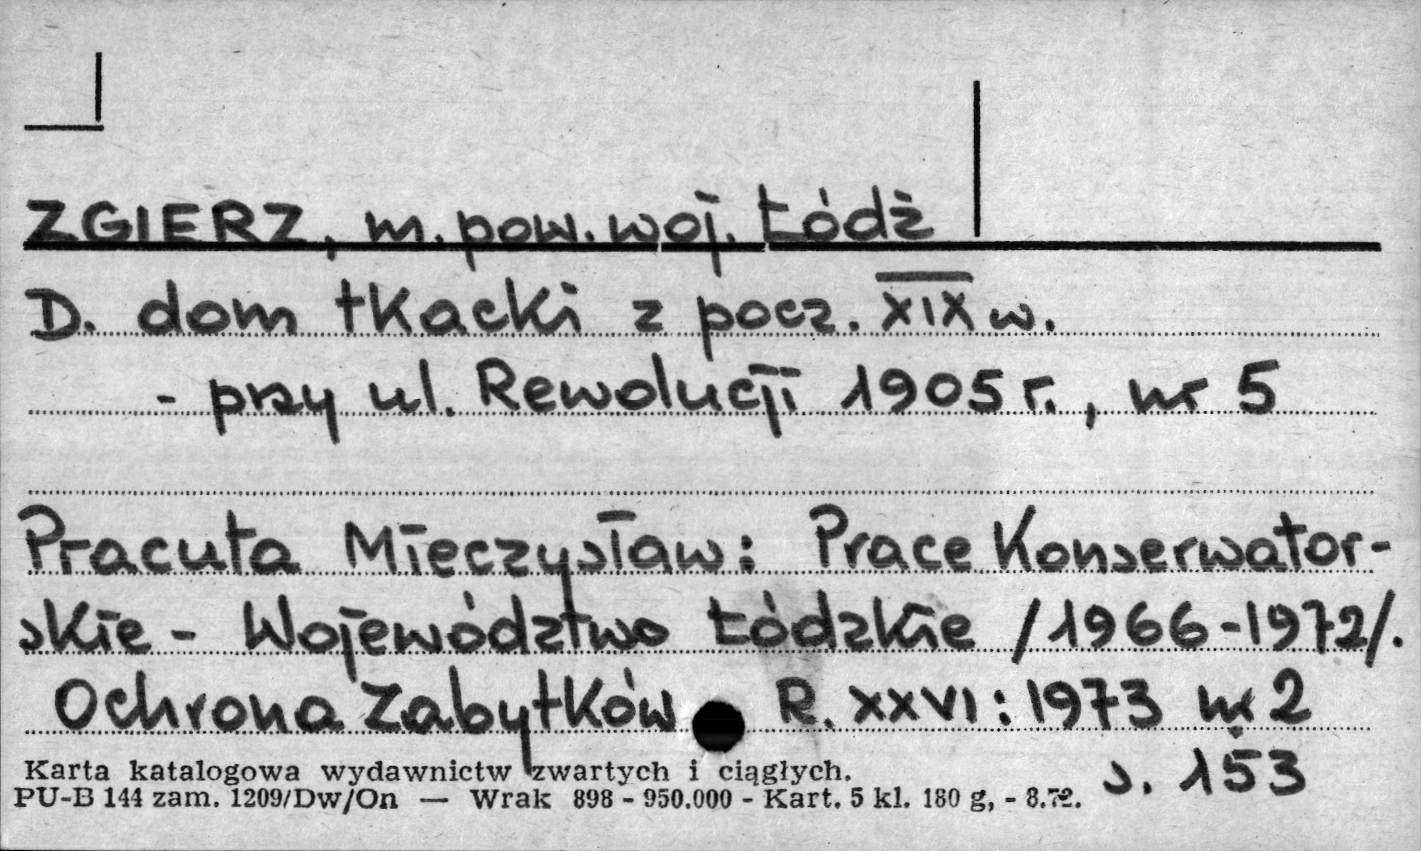 ZGIERZ, m. pow. woj. Łódź
D. dom tkacki z pocz. XIX w.
- przy ul. Rewolucji 1905 r., nr 5
Pracuta Mieczysław: Prace Konserwator-
skie - Województwo Łódzkie /1966-1972/.
Ochrona Zabytków R. XXVI: 1973 nr 2
s. 153
Karta katalogowa wydawnictw zwartych i ciągłych.
PU-B 144 zam. 1209/Dw/On — Wrak 898 - 950.000 - Kart. 5 kl. 180 g, - 8.72.